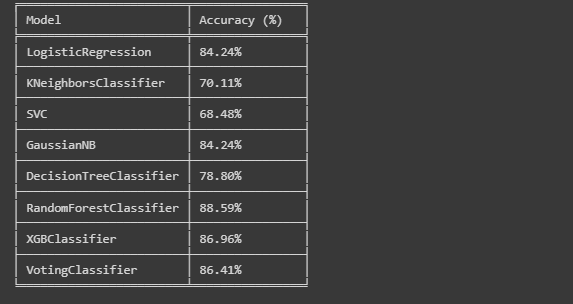 Model Accuracy (%)
LogisticRegression 84.24%
KNeighborsClassifier 70.11%
SVC 68.48%
GaussianNB 84.24%
DecisionTreeClassifier 78.80%
RandomForestClassifier 88.59%
XGBClassifier 86.96%
VotingClassifier 86.41%